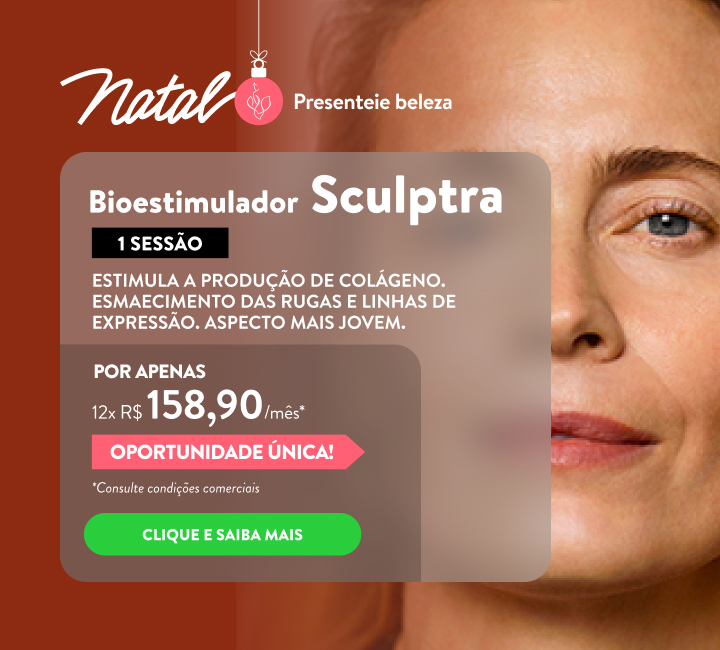 Natal
Presenteie beleza
Bioestimulador Sculptra
1 SESSÃO
ESTIMULA A PRODUÇÃO DE COLÁGENO.
ESMAECIMENTO DAS RUGAS E LINHAS DE
EXPRESSÃO. ASPECTO MAIS JOVEM.
POR APENAS
12x R$ 158,90/mês*
OPORTUNIDADE ÚNICA!
*Consulte condições comerciais
CLIQUE E SAIBA MAIS